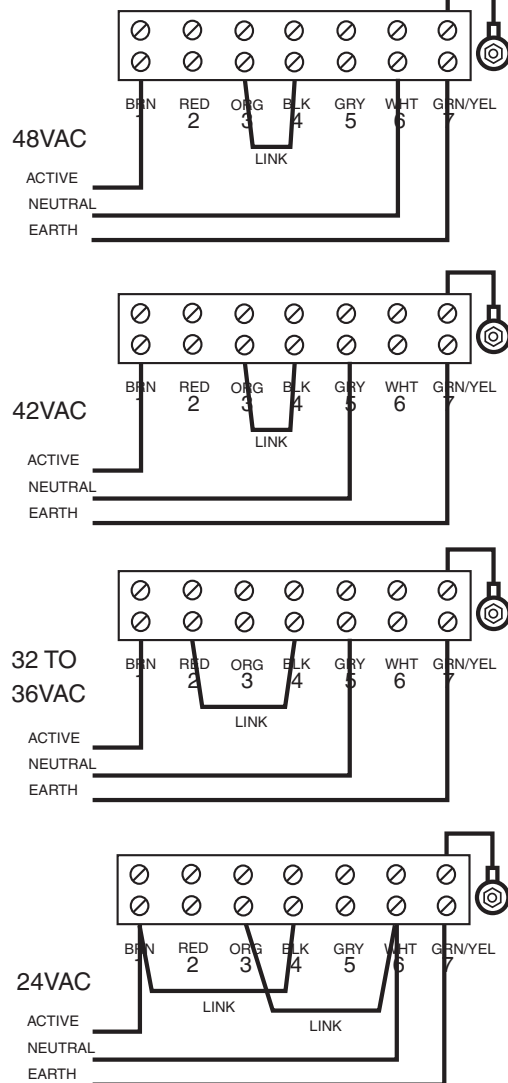 BRN RED ORG BLK GRY WHT GRN/YEL
1 2 3 4 5 6 7
48VAC
LINK
ACTIVE
NEUTRAL
EARTH
BRN RED ORG BLK GRY WHT GRN/YEL
1 2 3 4 5 6 7
42VAC
LINK
ACTIVE
NEUTRAL
EARTH
BRN RED ORG BLK GRY WHT GRN/YEL
1 2 3 4 5 6 7
32 TO
36VAC
LINK
ACTIVE
NEUTRAL
EARTH
BRN RED ORG BLK GRY WHT GRN/YEL
1 2 3 4 5 6 7
24VAC
LINK LINK
ACTIVE
NEUTRAL
EARTH